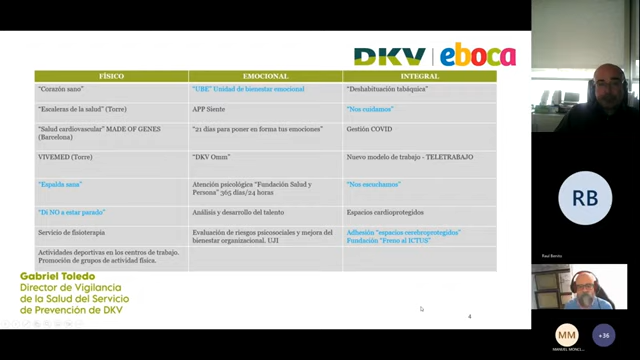 DKV eboca
FÍSICO EMOCIONAL INTEGRAL
“Corazón sano” “UBE” Unidad de bienestar emocional “Deshabituación tabáquica”
“Escaleras de la salud” (Torre) APP Siente “Nos cuidamos”
“Salud cardiovascular” MADE OF GENES (Barcelona) “21 días para poner en forma tus emociones” Gestión COVID
VIVEMED (Torre) “DKV Omm” Nuevo modelo de trabajo - TELETRABAJO
“Espalda sana” Atención psicológica “Fundación Salud y Persona” 365 días/24 horas “Nos escuchamos”
“Di NO a estar parado” Análisis y desarrollo del talento Espacios cardioprotegidos
Servicio de fisioterapia Evaluación de riesgos psicosociales y mejora del bienestar organizacional. UJI Adhesión “espacios cerebroprotegidos” Fundación “Freno al ICTUS”
Actividades deportivas en los centros de trabajo. Promoción de grupos de actividad física.
Gabriel Toledo
Director de Vigilancia
de la Salud del Servicio
de Prevención de DKV
4
RB
Raul Benito
MM
+36